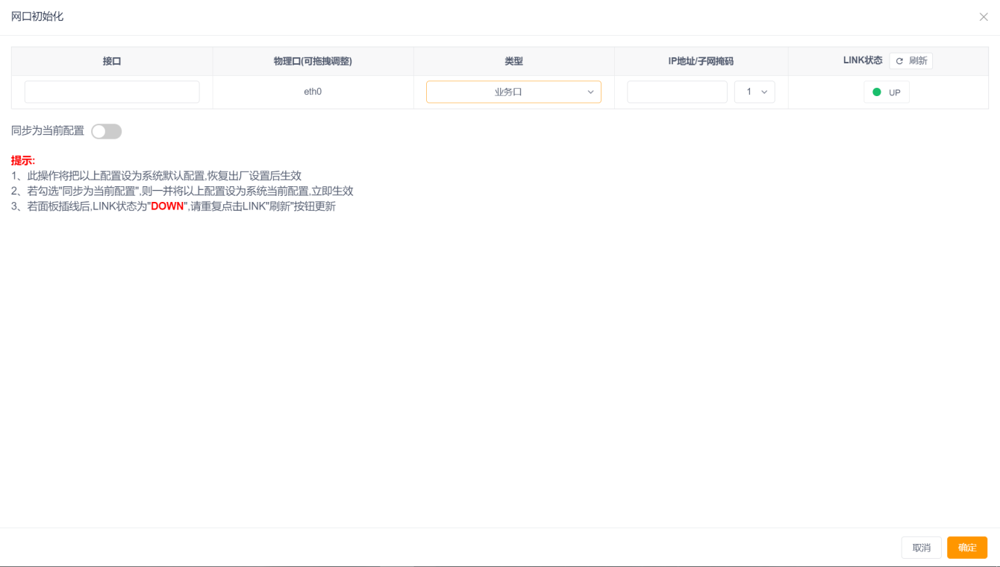 网口初始化
接口 物理口(可拖拽调整) 类型 IP地址/子网掩码 LINK状态 刷新
eth0 业务口 1 UP
同步为当前配置
提示:
1、此操作将把以上配置设为系统默认配置,恢复出厂设置后生效
2、若勾选"同步为当前配置",则一并将以上配置设为系统当前配置,立即生效
3、若面板插线后,LINK状态为"DOWN",请重复点击LINK"刷新"按钮更新
取消 确定